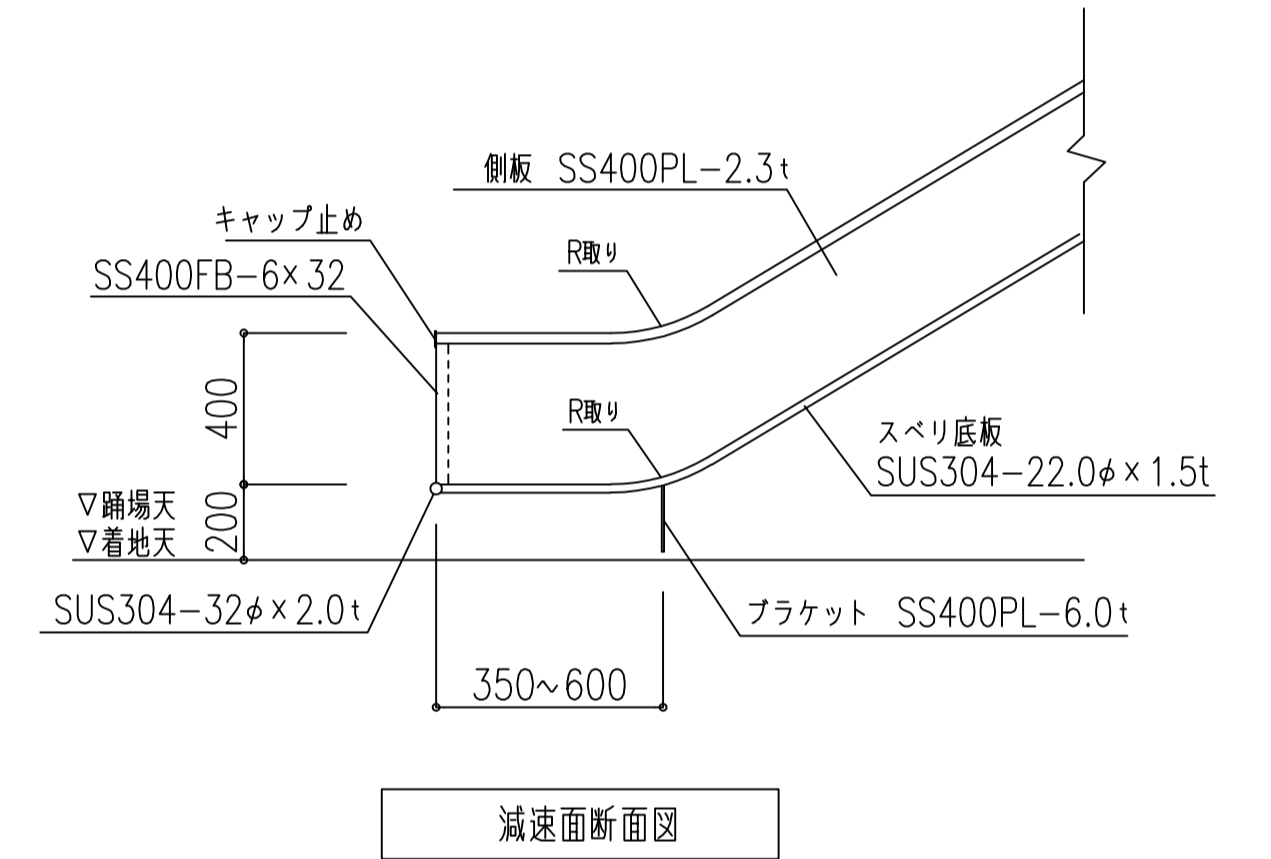 側板 SS400PL-2.3t
キャップ止め
R取り
SS400FB-6×32
400
R取り
スベリ底板
SUS304-22.0φ×1.5t
▽踊場天
▽着地天
200
SUS304-32φ×2.0t
ブラケット SS400PL-6.0t
350~600
減速面断面図